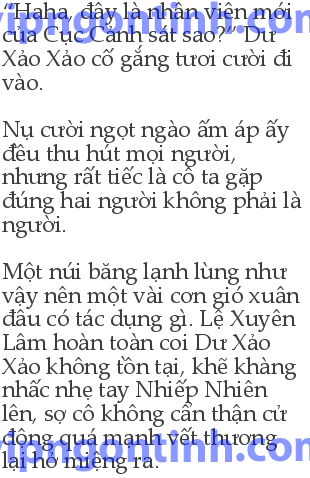 “Haha, đây là nhân viên mới
của Cục Cảnh sát sao?” Dư
Xảo Xảo cố gắng tươi cười đi
vào.
Nụ cười ngọt ngào ấm áp ấy
đều thu hút mọi người,
nhưng rất tiếc là cô ta gặp
đúng hai người không phải là
người.
Một núi băng lạnh lùng như
vậy nên một vài cơn gió xuân
đâu có tác dụng gì. Lệ Xuyên
Lâm hoàn toàn coi Dư Xảo
Xảo không tồn tại, khẽ khàng
nhấc nhẹ tay Nhiếp Nhiên
lên, sợ cô không cẩn thận cử
động quá mạnh vết thương
lại hở miệng ra.
vipngontinh.com
vipngontinh.com